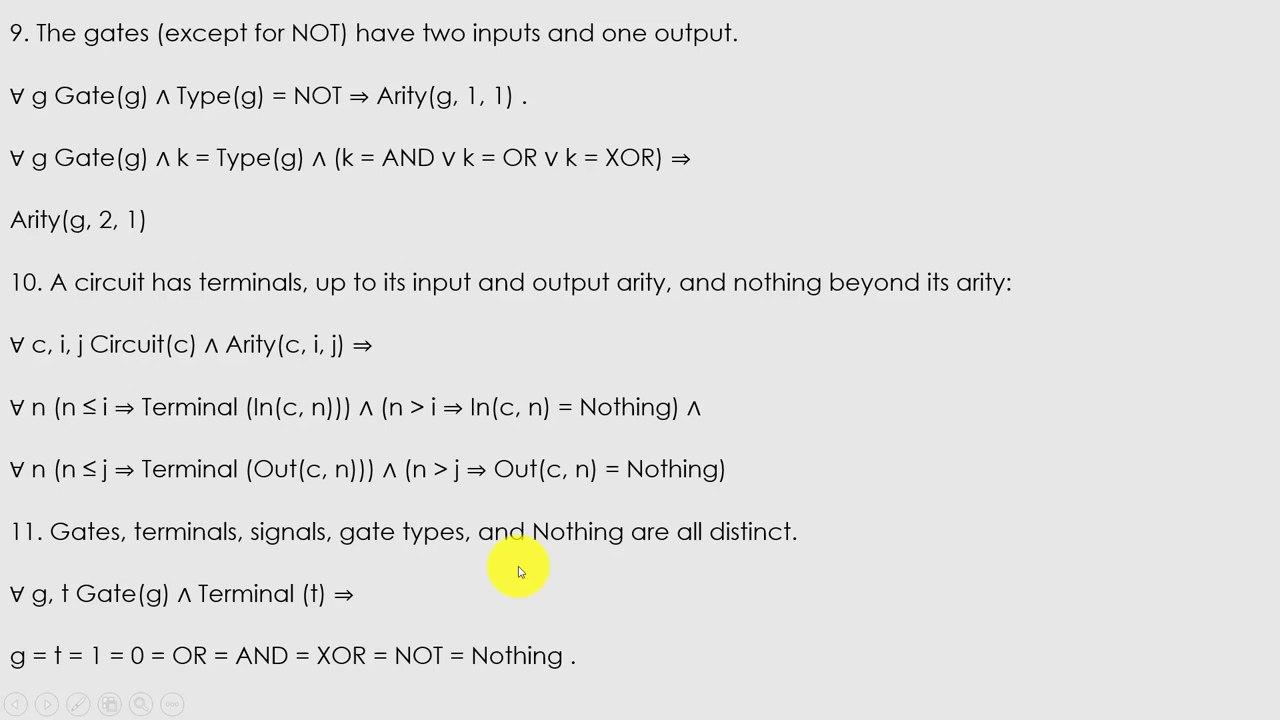 9. The gates (except for NOT) have two inputs and one output.
∀ g Gate(g) ∧ Type(g) = NOT ⇒ Arity(g, 1, 1) .
∀ g Gate(g) ∧ k = Type(g) ∧ (k = AND ∨ k = OR ∨ k = XOR) ⇒
Arity(g, 2, 1)
10. A circuit has terminals, up to its input and output arity, and nothing beyond its arity:
∀ c, i, j Circuit(c) ∧ Arity(c, i, j) ⇒
∀ n (n ≤ i ⇒ Terminal (In(c, n))) ∧ (n > i ⇒ In(c, n) = Nothing) ∧
∀ n (n ≤ j ⇒ Terminal (Out(c, n))) ∧ (n > j ⇒ Out(c, n) = Nothing)
11. Gates, terminals, signals, gate types, and Nothing are all distinct.
∀ g, t Gate(g) ∧ Terminal (t) ⇒
g = t = 1 = 0 = OR = AND = XOR = NOT = Nothing .